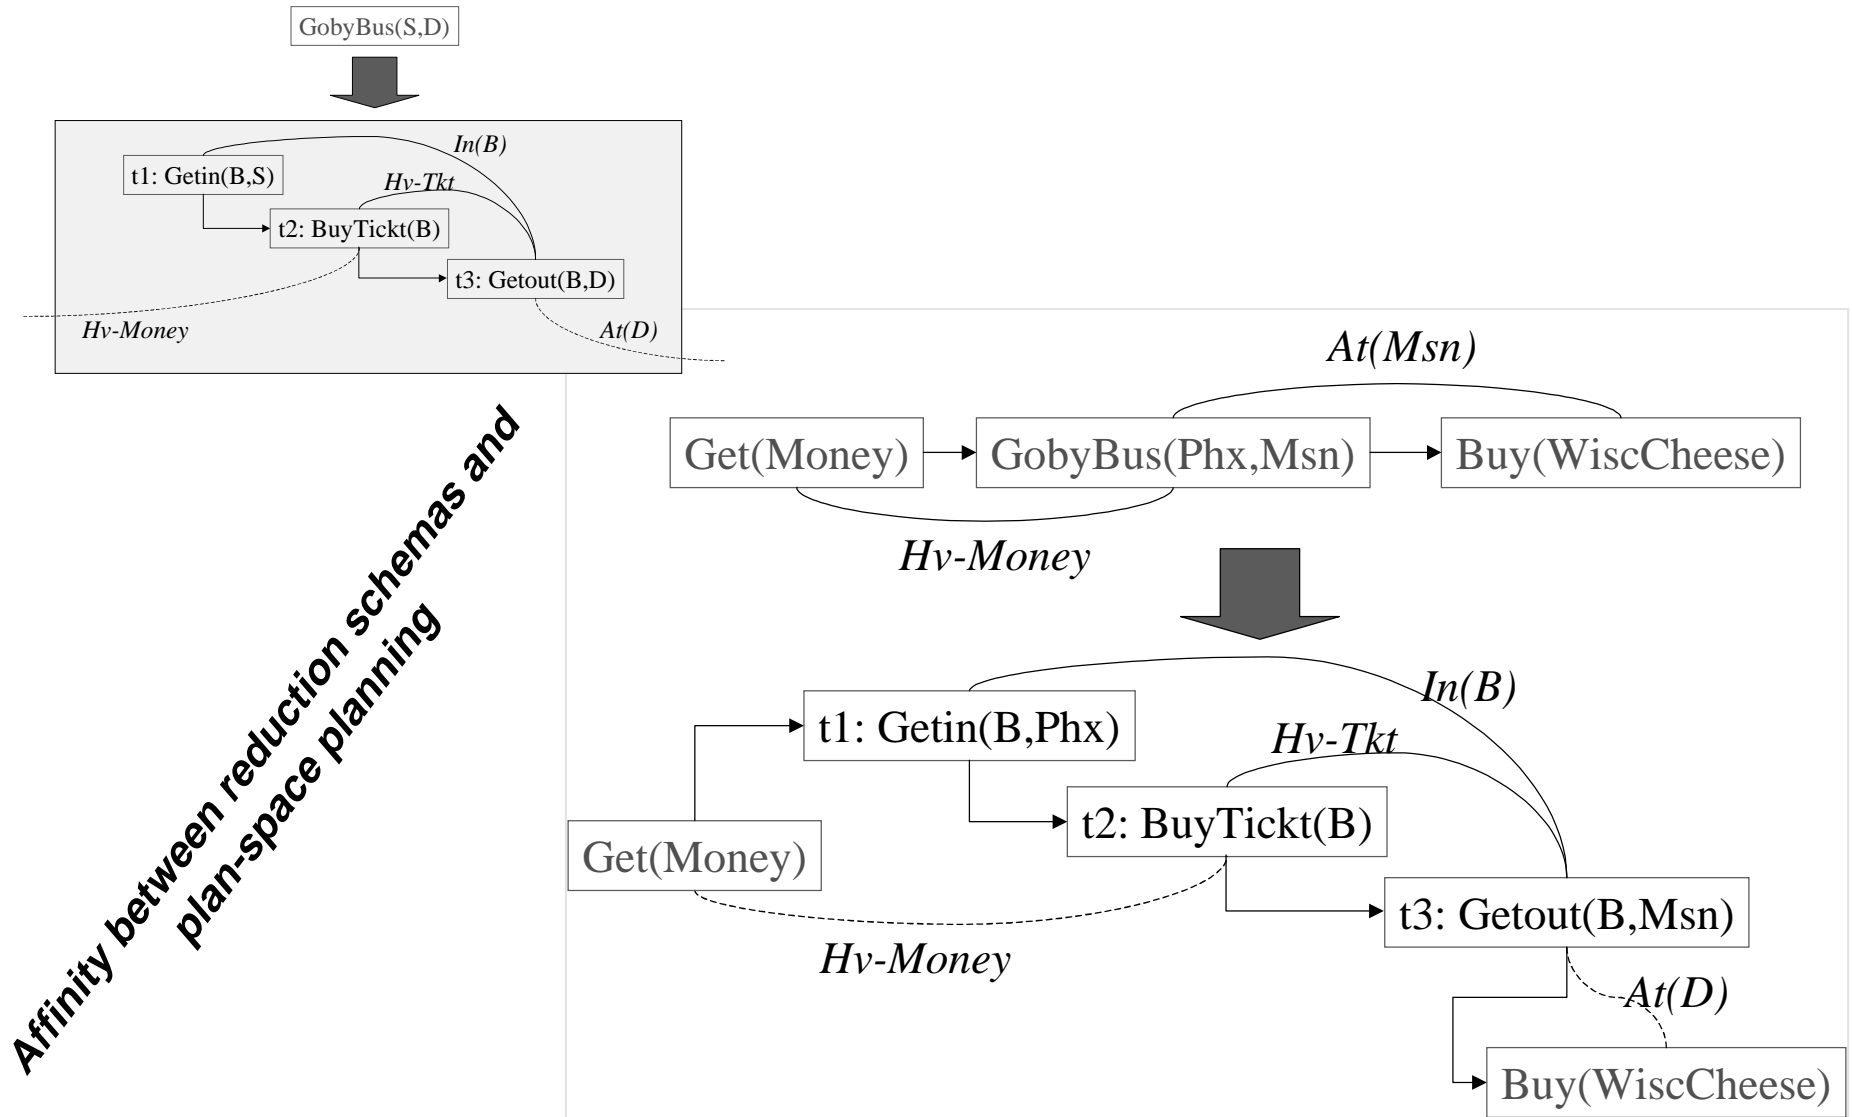 GobyBus(S,D)
In(B)
t1: Getin(B,S)
Hv-Tkt
t2: BuyTickt(B)
t3: Getout(B,D)
Hv-Money
At(D)
Affinity between reduction schemas and
plan-space planning
At(Msn)
Get(Money)
GobyBus(Phx,Msn)
Buy(WiscCheese)
Hv-Money
In(B)
t1: Getin(B,Phx)
Hv-Tkt
t2: BuyTickt(B)
Get(Money)
t3: Getout(B,Msn)
Hv-Money
At(D)
Buy(WiscCheese)